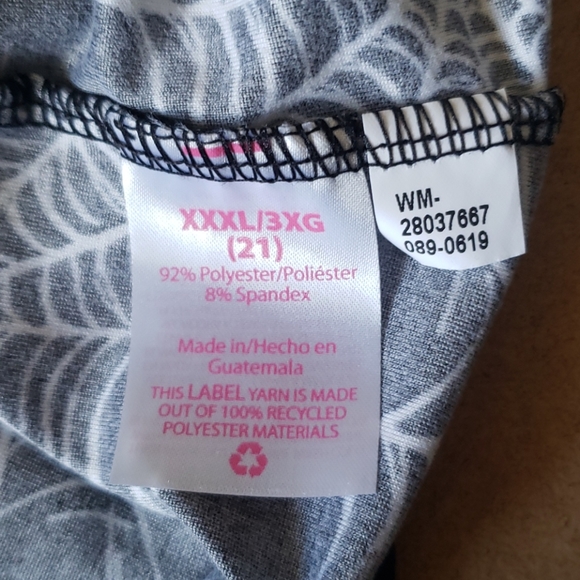 XXXL/3XG
(21)
92% Polyester/Poliéster
8% Spandex
Made in/Hecho en
Guatemala
THIS LABEL YARN IS MADE
OUT OF 100% RECYCLED
POLYESTER MATERIALS
WM-
28037667
089-0619